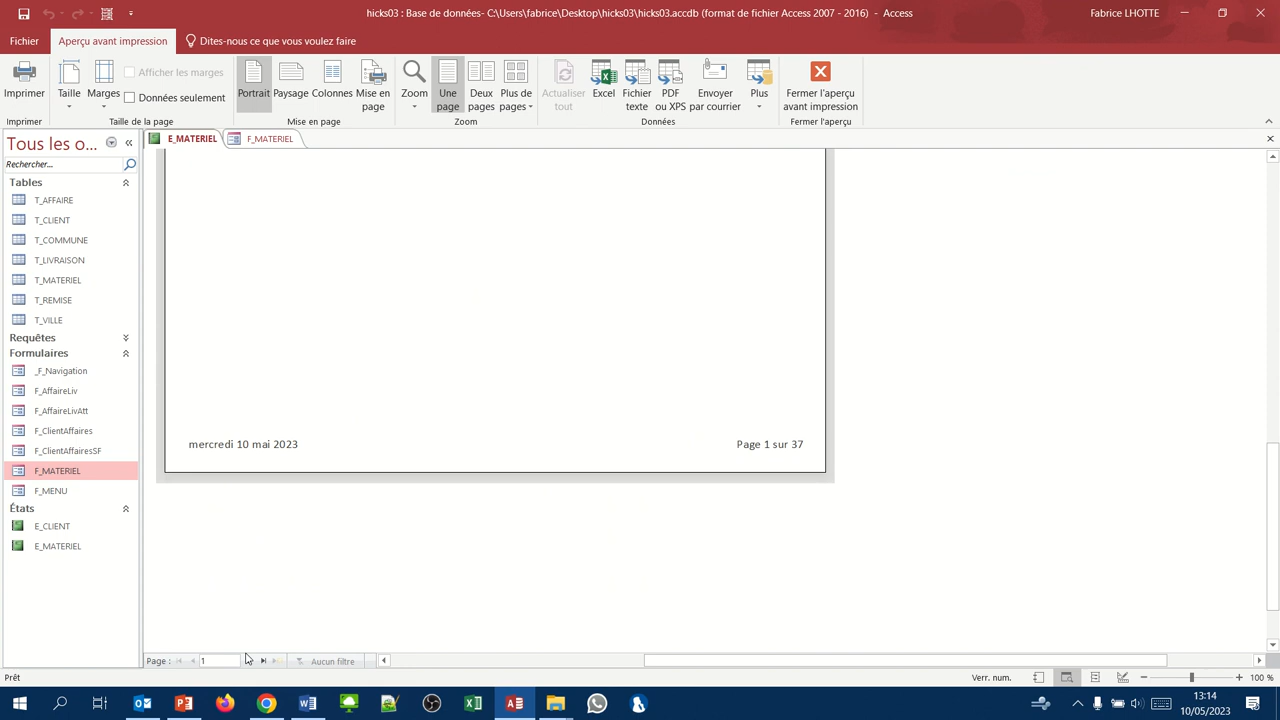 hicks03 : Base de données- C:\Users\fabrice\Desktop\hicks03\hicks03.accdb (format de fichier Access 2007 - 2016) - Access
Fabrice LHOTTE
Fichier
Aperçu avant impression
Dites-nous ce que vous voulez faire
Imprimer
Taille
Marges
Afficher les marges
Données seulement
Portrait
Paysage
Colonnes
Mise en page
Zoom
Une page
Deux pages
Plus de pages
Actualiser tout
Excel
Fichier texte
PDF ou XPS
Envoyer par courrier
Plus
Fermer l'aperçu avant impression
Imprimer
Taille de la page
Mise en page
Zoom
Données
Fermer l'aperçu
Tous les o...
E_MATERIEL
F_MATERIEL
Rechercher...
Tables
T_AFFAIRE
T_CLIENT
T_COMMUNE
T_LIVRAISON
T_MATERIEL
T_REMISE
T_VILLE
Requêtes
Formulaires
_F_Navigation
F_AffaireLiv
F_AffaireLivAtt
F_ClientAffaires
F_ClientAffairesSF
F_MATERIEL
F_MENU
États
E_CLIENT
E_MATERIEL
mercredi 10 mai 2023
Page 1 sur 37
Page : 1
Aucun filtre
Prêt
Verr. num.
100 %
13:14
10/05/2023